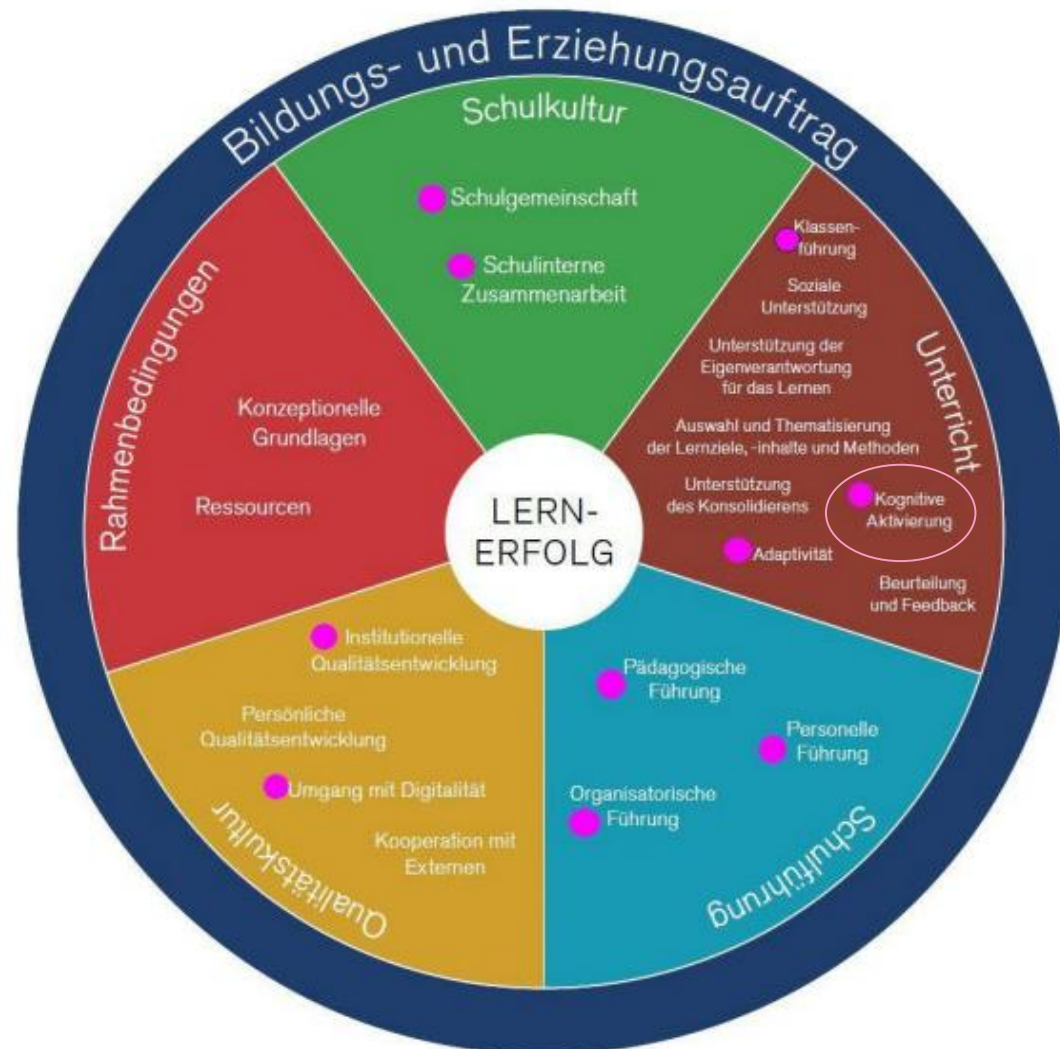 Bildungs- und Erziehungsauftrag
Schulkultur
Schulgemeinschaft
Schulinterne
Zusammenarbeit
Unterricht
Klassen-
führung
Soziale
Unterstützung
Unterstützung der
Eigenverantwortung
für das Lernen
Auswahl und Thematisierung
der Lernziele, -inhalte und Methoden
Unterstützung
des Konsolidierens
Kognitive
Aktivierung
Adaptivität
Beurteilung
und Feedback
Schulführung
Pädagogische
Führung
Personelle
Führung
Organisatorische
Führung
Qualitätskultur
Institutionelle
Qualitätsentwicklung
Persönliche
Qualitätsentwicklung
Umgang mit Digitalität
Kooperation mit
Externen
Rahmenbedingungen
Konzeptionelle
Grundlagen
Ressourcen
LERN-
ERFOLG